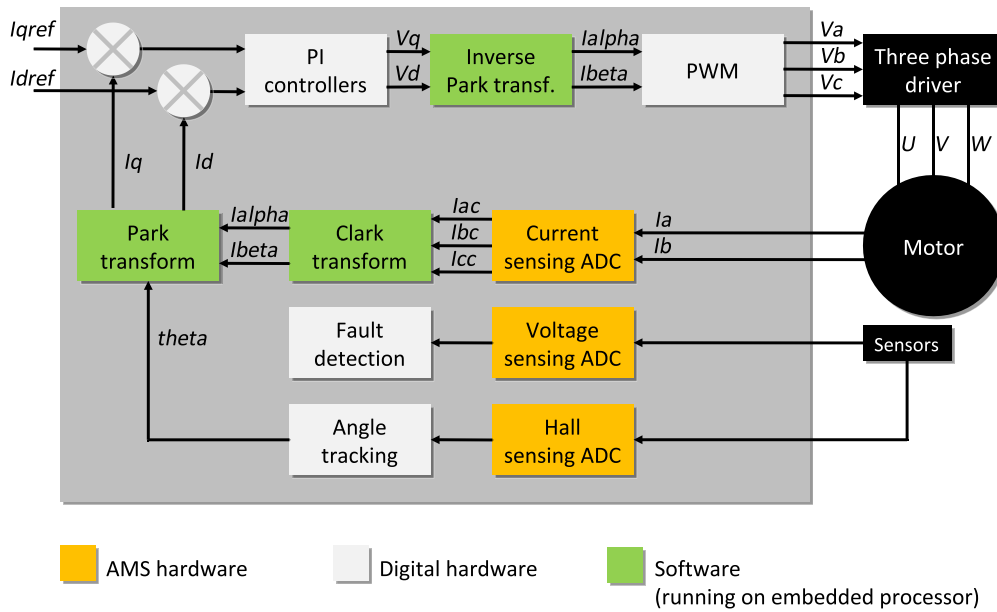 Iqref
Idref
PI
controllers
Vq
Vd
Inverse
Park transf.
Ialpha
Ibeta
PWM
Va
Vb
Vc
Three phase
driver
U
V
W
Iq
Id
Park
transform
Ialpha
Ibeta
Clark
transform
Iac
Ibc
Icc
Current
sensing ADC
Ia
Ib
Motor
theta
Fault
detection
Voltage
sensing ADC
Sensors
Angle
tracking
Hall
sensing ADC
AMS hardware
Digital hardware
Software
(running on embedded processor)